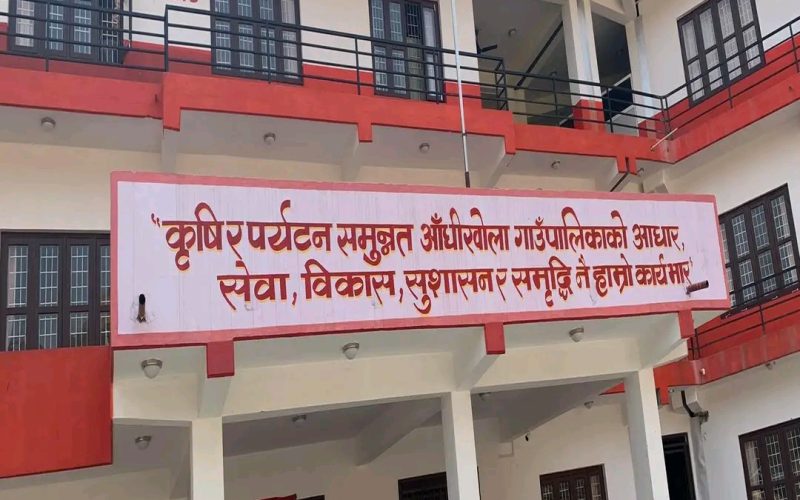 "कृषि र पर्यटन समुन्नत आँधीखोला गाउँपालिकाको आधार,
सेवा, विकास, सुशासन र समृद्धि नै हाम्रो कार्यभार"